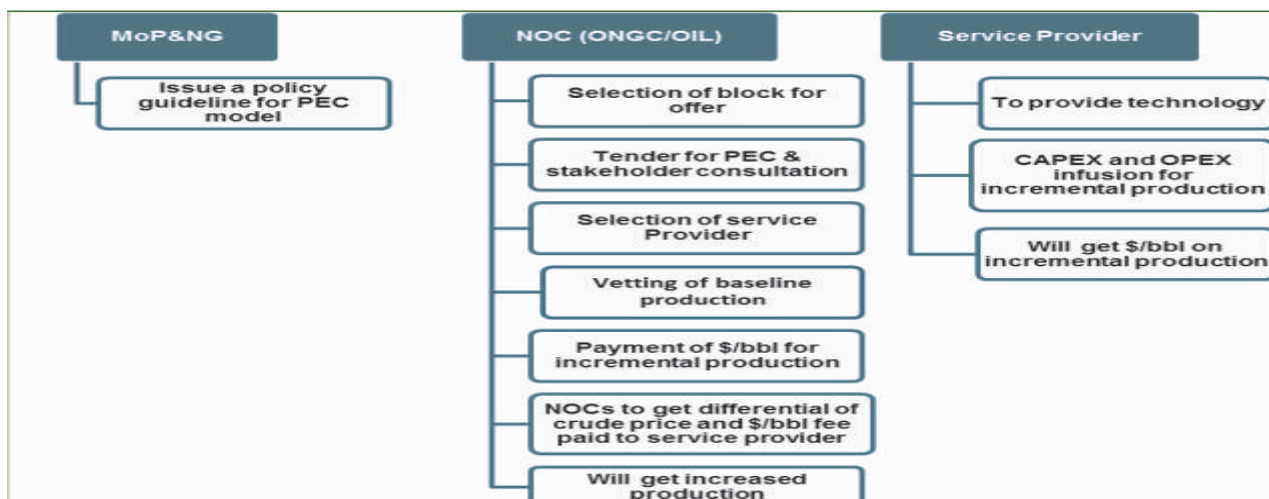 MoP&NG
Issue a policy
guideline for PEC
model
NOC (ONGC/OIL)
Selection of block for
offer
Tender for PEC &
stakeholder consultation
Selection of service
Provider
Vetting of baseline
production
Payment of $/bbl for
incremental production
NOCs to get differential of
crude price and $/bbl fee
paid to service provider
Will get increased
production
Service Provider
To provide technology
CAPEX and OPEX
infusion for
incremental production
Will get $/bbl on
incremental production